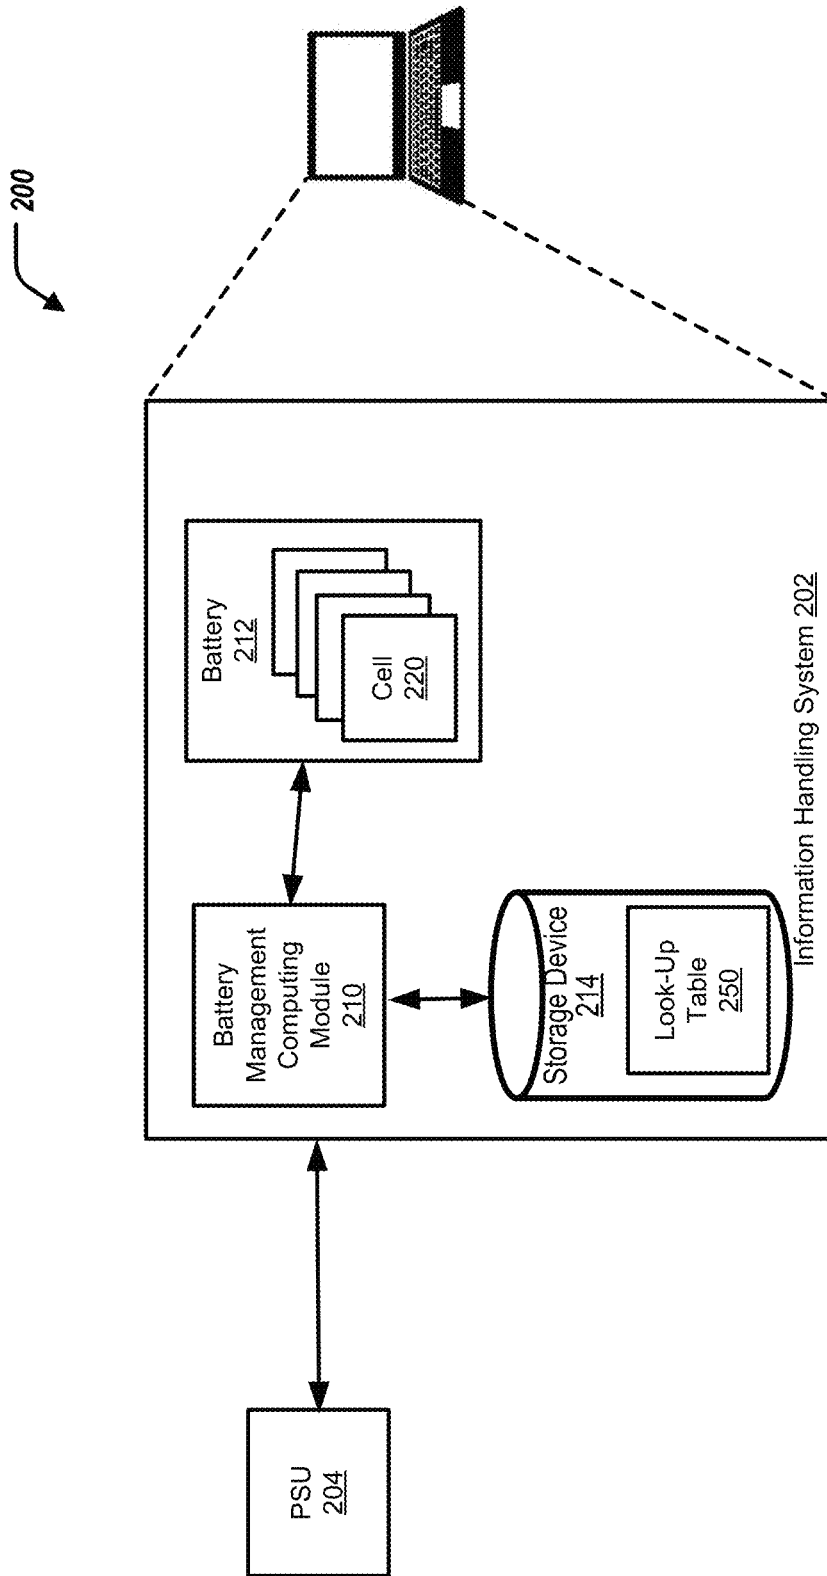 200
PSU
204
Battery
Management
Computing
Module
210
Battery
212
Cell
220
Storage Device
214
Look-Up
Table
250
Information Handling System 202